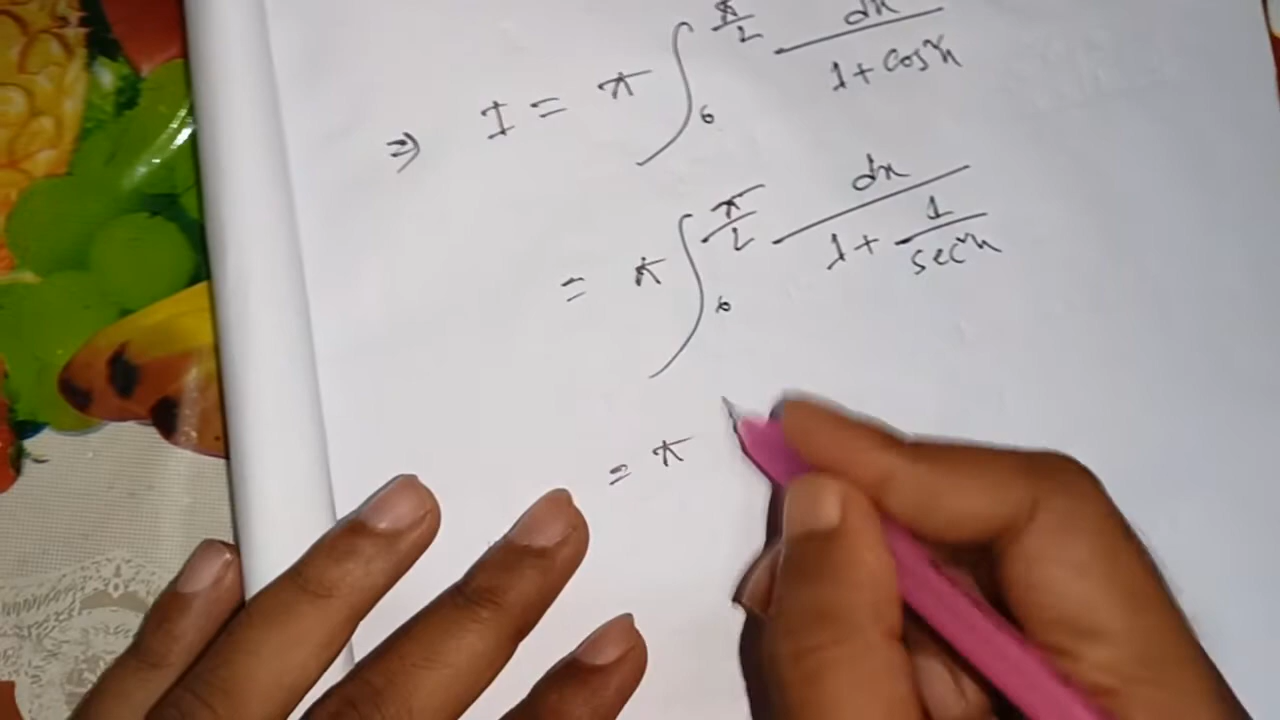 ⇒ I = π ∫₀^(π/2) dx / (1 + cos²x)
= π ∫₀^(π/2) dx / (1 + 1/(sec²x))
= π